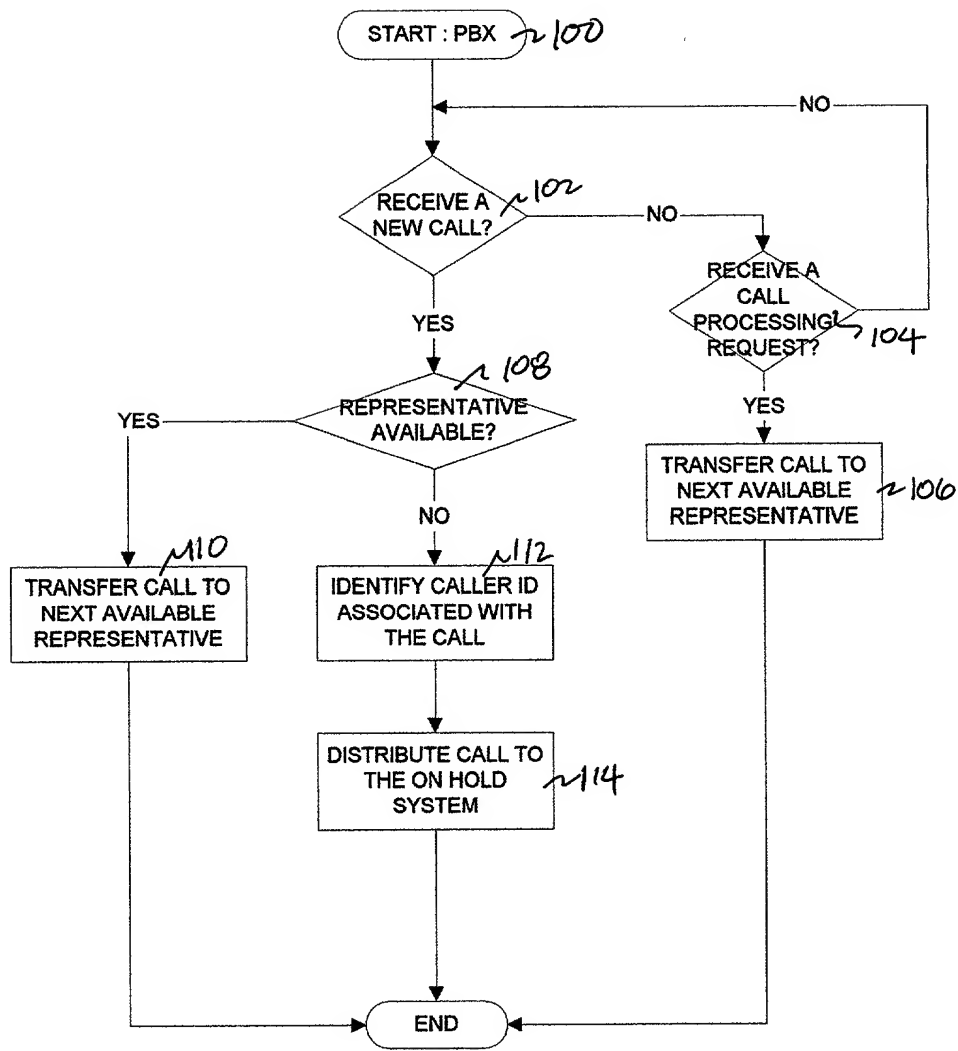 START : PBX
100
NO
RECEIVE A
NEW CALL?
102
NO
RECEIVE A
CALL
PROCESSING
REQUEST?
104
YES
YES
REPRESENTATIVE
AVAILABLE?
108
YES
NO
TRANSFER CALL TO
NEXT AVAILABLE
REPRESENTATIVE
106
TRANSFER CALL TO
NEXT AVAILABLE
REPRESENTATIVE
110
IDENTIFY CALLER ID
ASSOCIATED WITH
THE CALL
112
DISTRIBUTE CALL TO
THE ON HOLD
SYSTEM
114
END